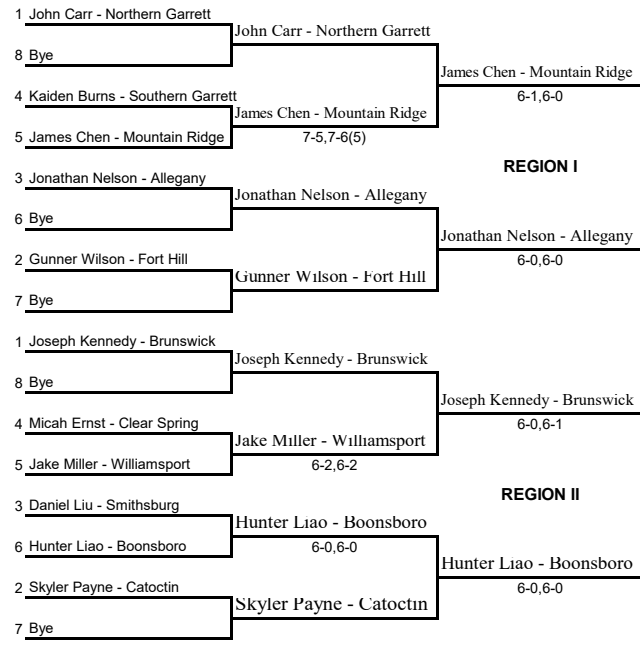 1 John Carr - Northern Garrett
John Carr - Northern Garrett
8 Bye
James Chen - Mountain Ridge
6-1,6-0
4 Kaiden Burns - Southern Garrett
James Chen - Mountain Ridge
7-5,7-6(5)
5 James Chen - Mountain Ridge
REGION I
3 Jonathan Nelson - Allegany
Jonathan Nelson - Allegany
6 Bye
Jonathan Nelson - Allegany
6-0,6-0
2 Gunner Wilson - Fort Hill
Gunner Wilson - Fort Hill
7 Bye
1 Joseph Kennedy - Brunswick
Joseph Kennedy - Brunswick
8 Bye
Joseph Kennedy - Brunswick
6-0,6-1
4 Micah Ernst - Clear Spring
Jake Miller - Williamsport
6-2,6-2
5 Jake Miller - Williamsport
REGION II
3 Daniel Liu - Smithsburg
Hunter Liao - Boonsboro
6-0,6-0
6 Hunter Liao - Boonsboro
Hunter Liao - Boonsboro
6-0,6-0
2 Skyler Payne - Catoctin
Skyler Payne - Catoctin
7 Bye